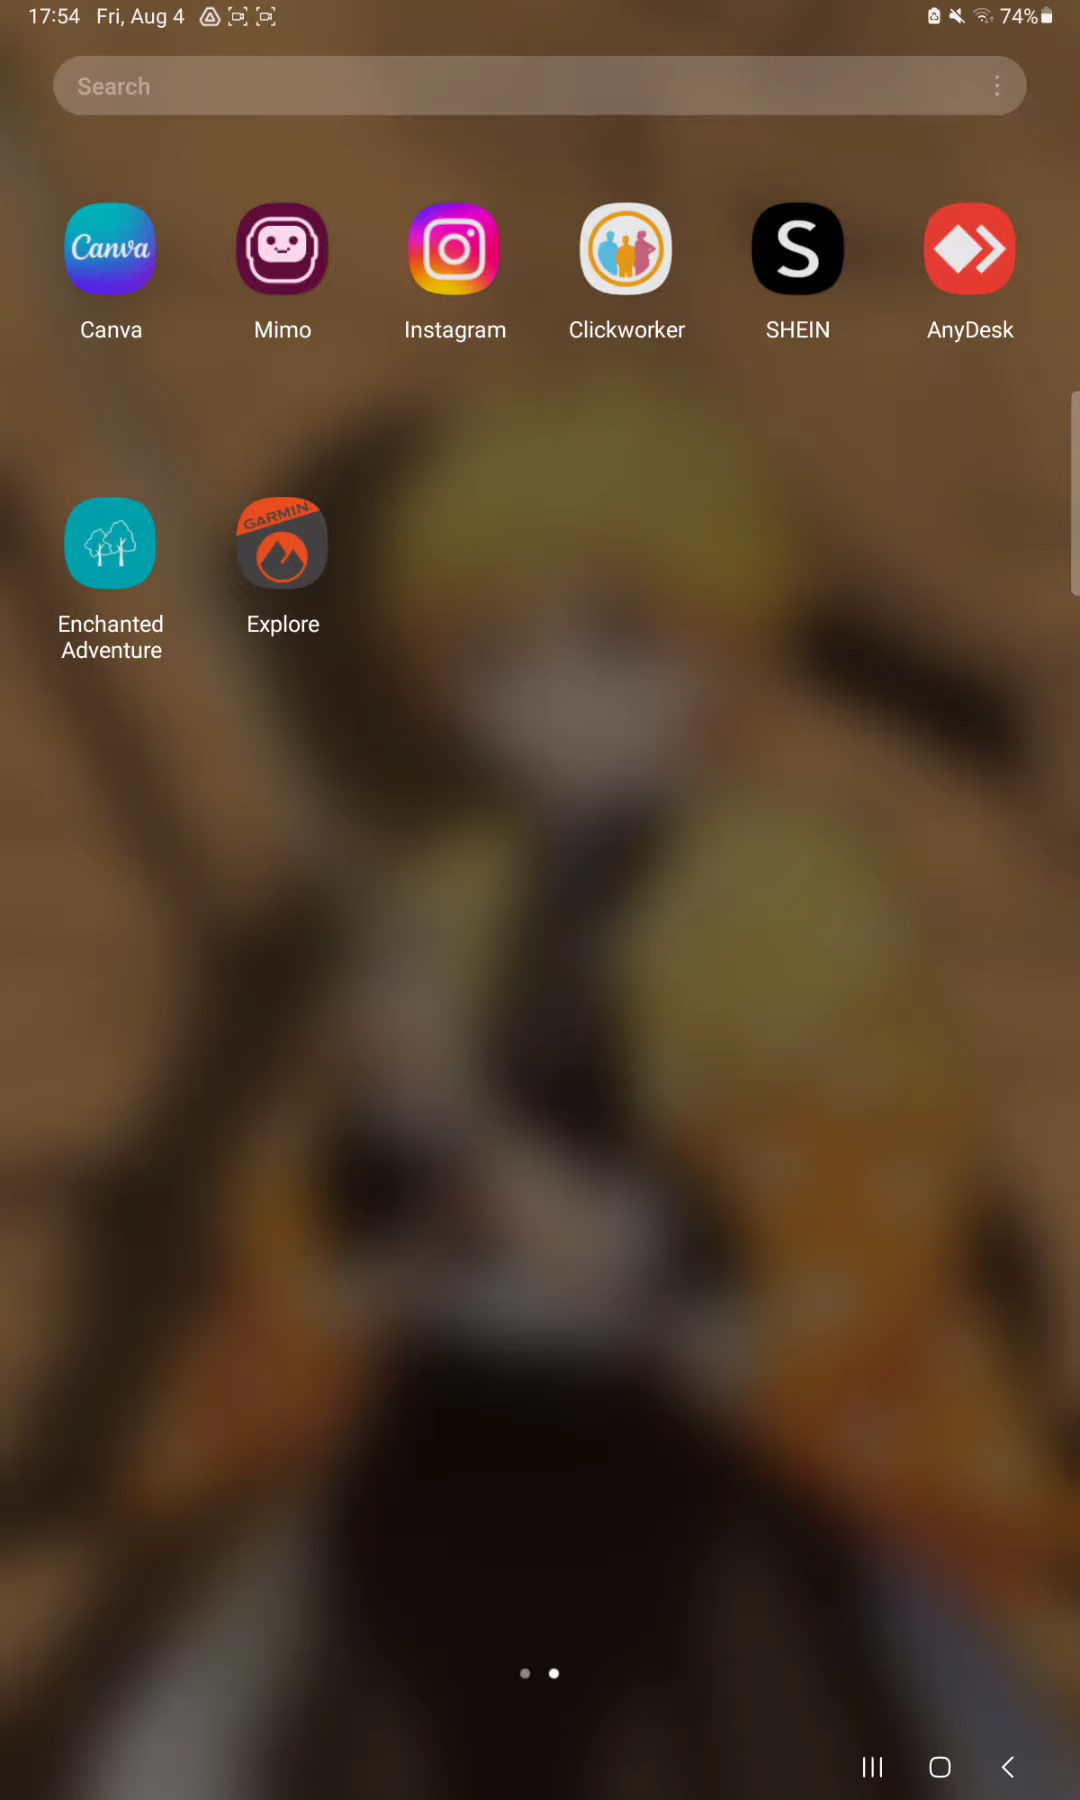 17:54 Fri, Aug 4 74%
Search
Canva
S
Canva Mimo Instagram Clickworker SHEIN AnyDesk
GARMIN
Enchanted Adventure
Explore